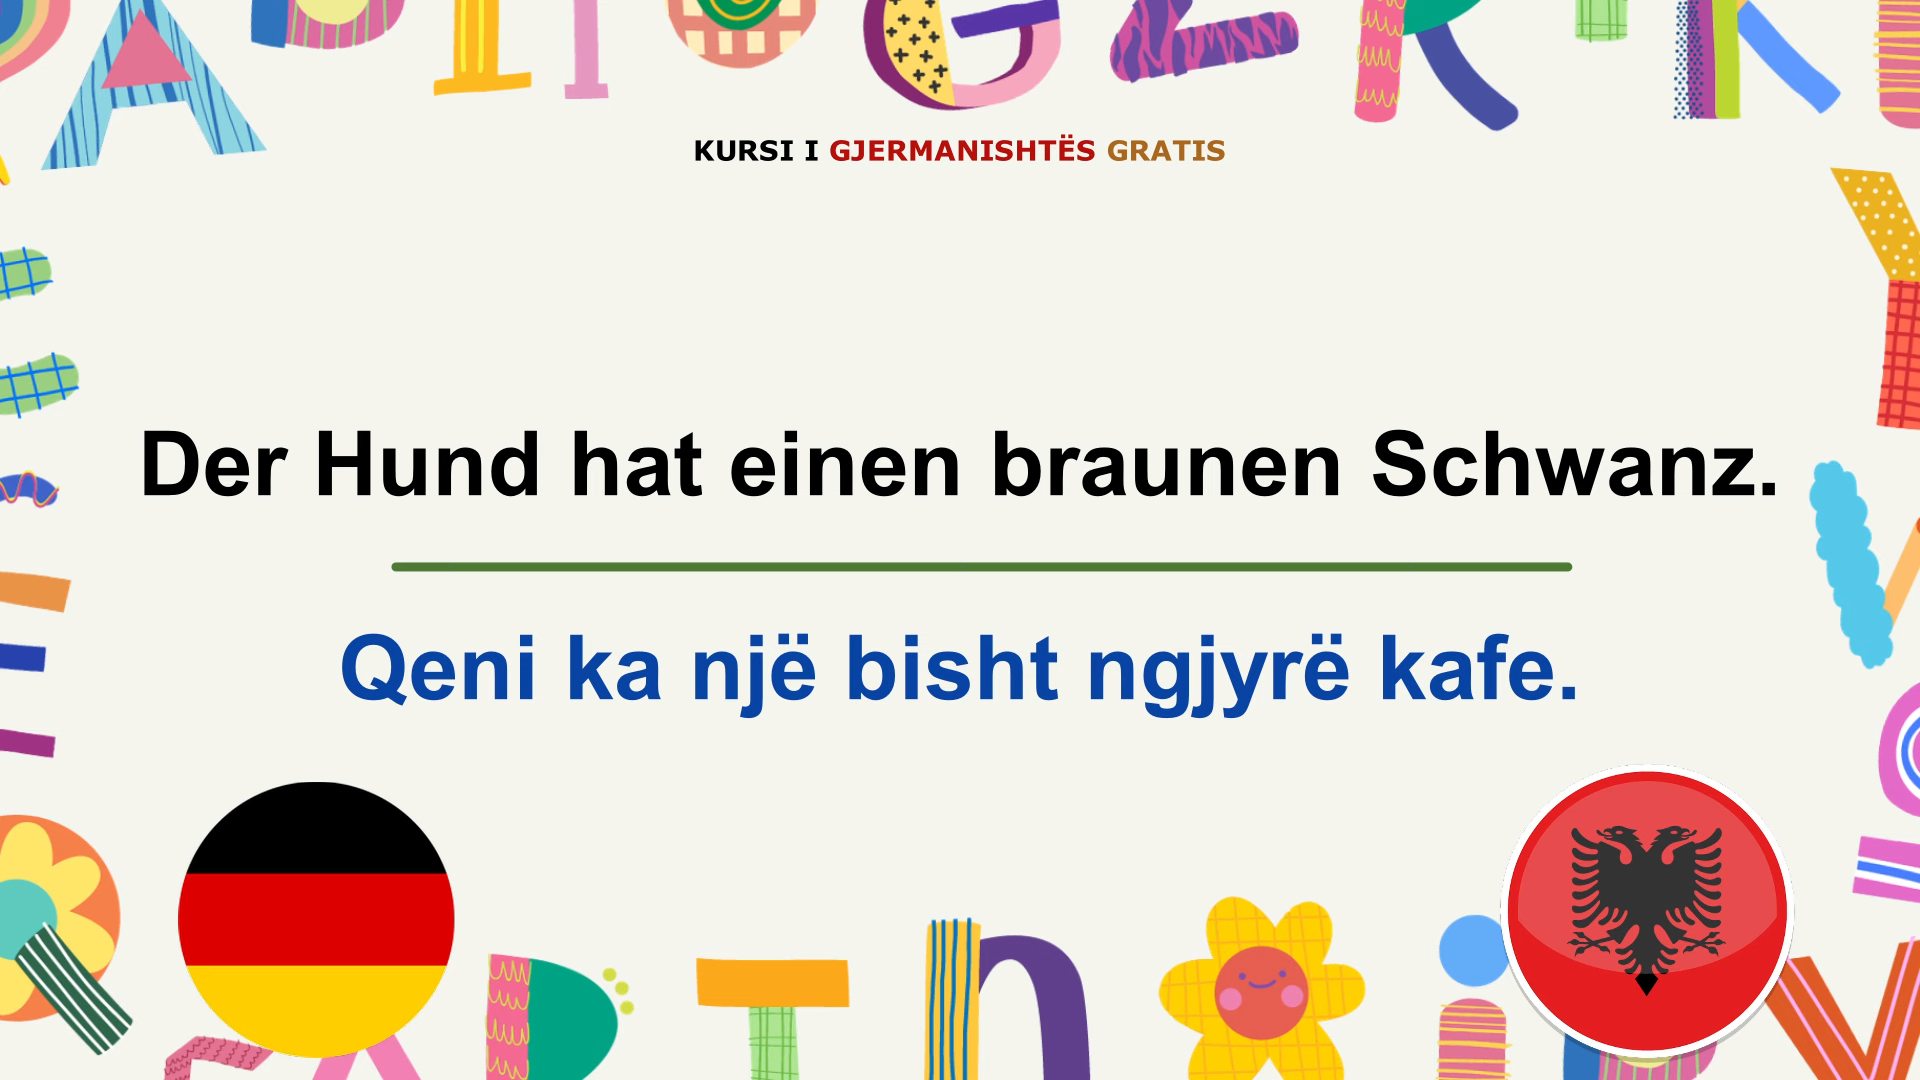 KURSI I GJERMANISHTËS GRATIS
Der Hund hat einen braunen Schwanz.
Qeni ka një bisht ngjyrë kafe.